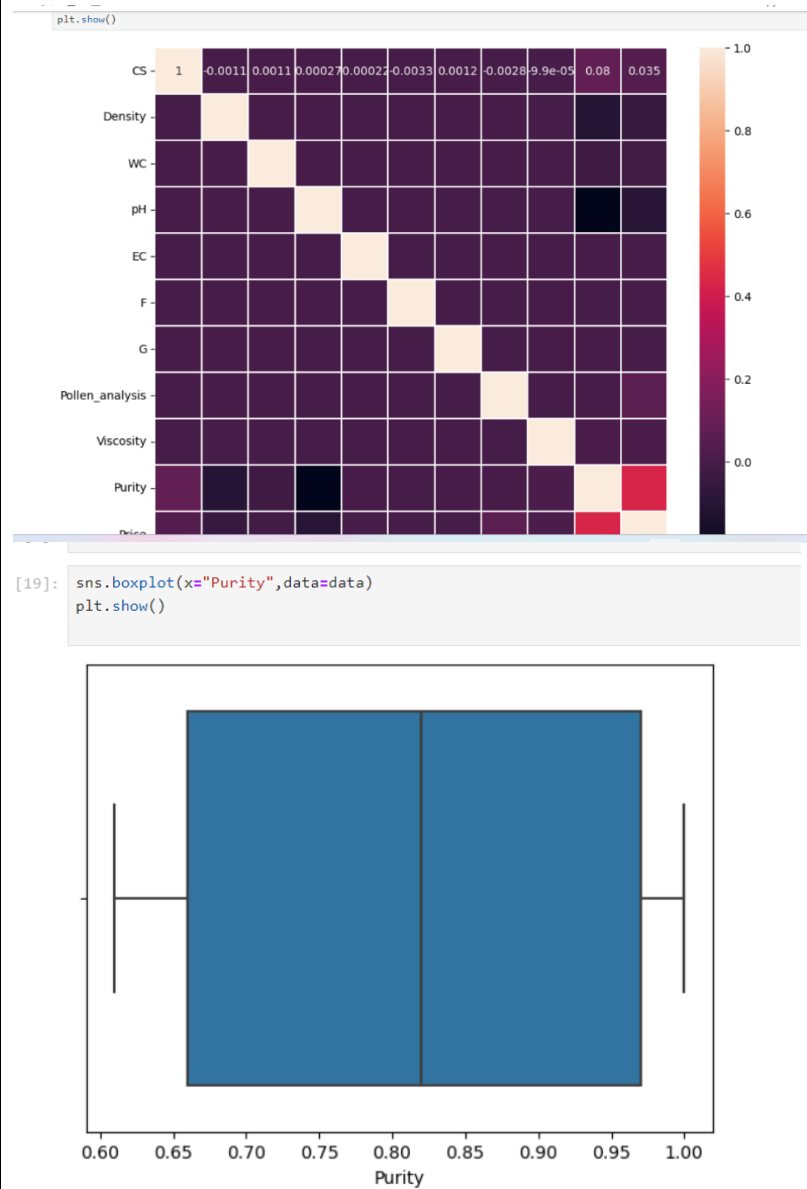 plt.show()
CS 1 -0.0011 0.0011 0.00027 0.00022 -0.0033 0.0012 -0.0028 -9.9e-05 0.08 0.035
Density
WC
pH
EC
F
G
Pollen_analysis
Viscosity
Purity
Price
1.0
0.8
0.6
0.4
0.2
0.0
[19]: sns.boxplot(x="Purity",data=data)
plt.show()
0.60 0.65 0.70 0.75 0.80 0.85 0.90 0.95 1.00
Purity